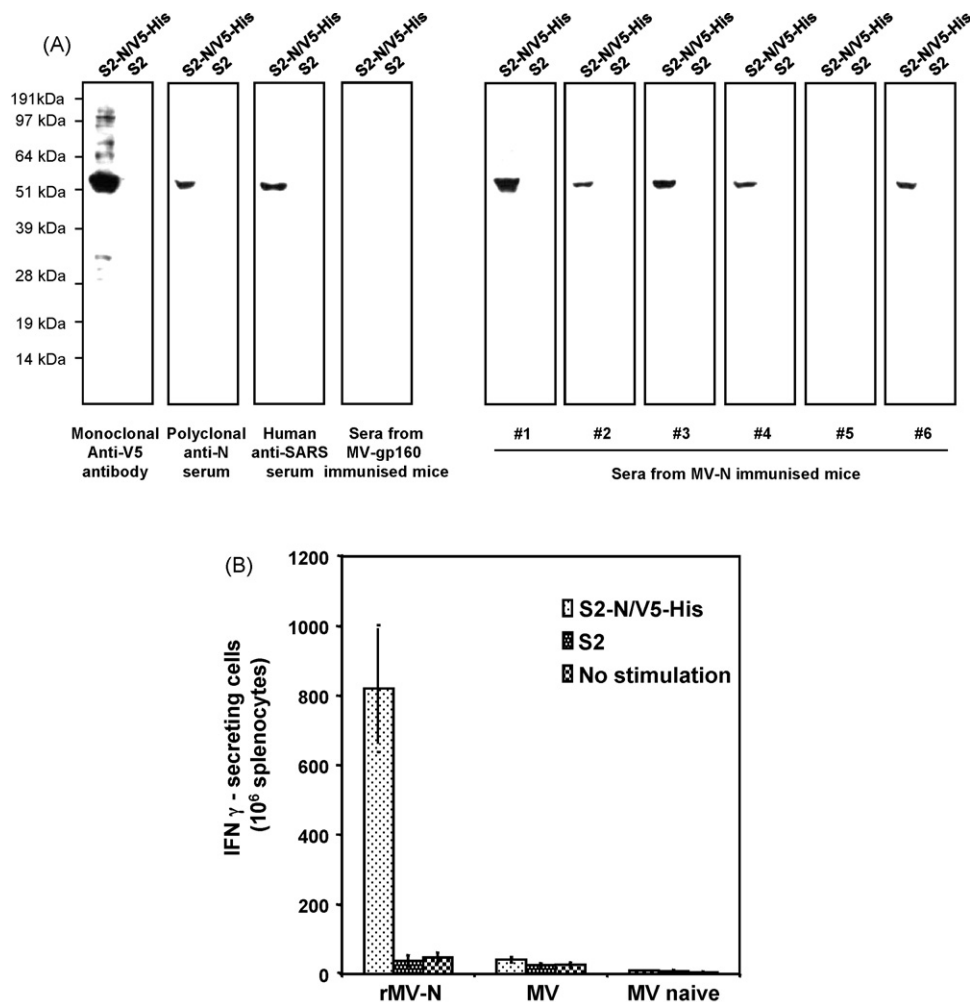 (A)
S2-N/V5-His S2 S2-N/V5-His S2 S2-N/V5-His S2 S2-N/V5-His S2 S2-N/V5-His S2 S2-N/V5-His S2 S2-N/V5-His S2 S2-N/V5-His S2 S2-N/V5-His S2 S2-N/V5-His S2
191kDa
97 kDa
64 kDa
51 kDa
39 kDa
28 kDa
19 kDa
14 kDa
Monoclonal
Anti-V5
antibody
Polyclonal
anti-N
serum
Human
anti-SARS
serum
Sera from
MV-gp160
immunised mice
#1 #2 #3 #4 #5 #6
Sera from MV-N immunised mice
(B)
IFN γ - secreting cells
(10⁶ splenocytes)
1200
1000
800
600
400
200
0
S2-N/V5-His
S2
No stimulation
rMV-N MV MV naive